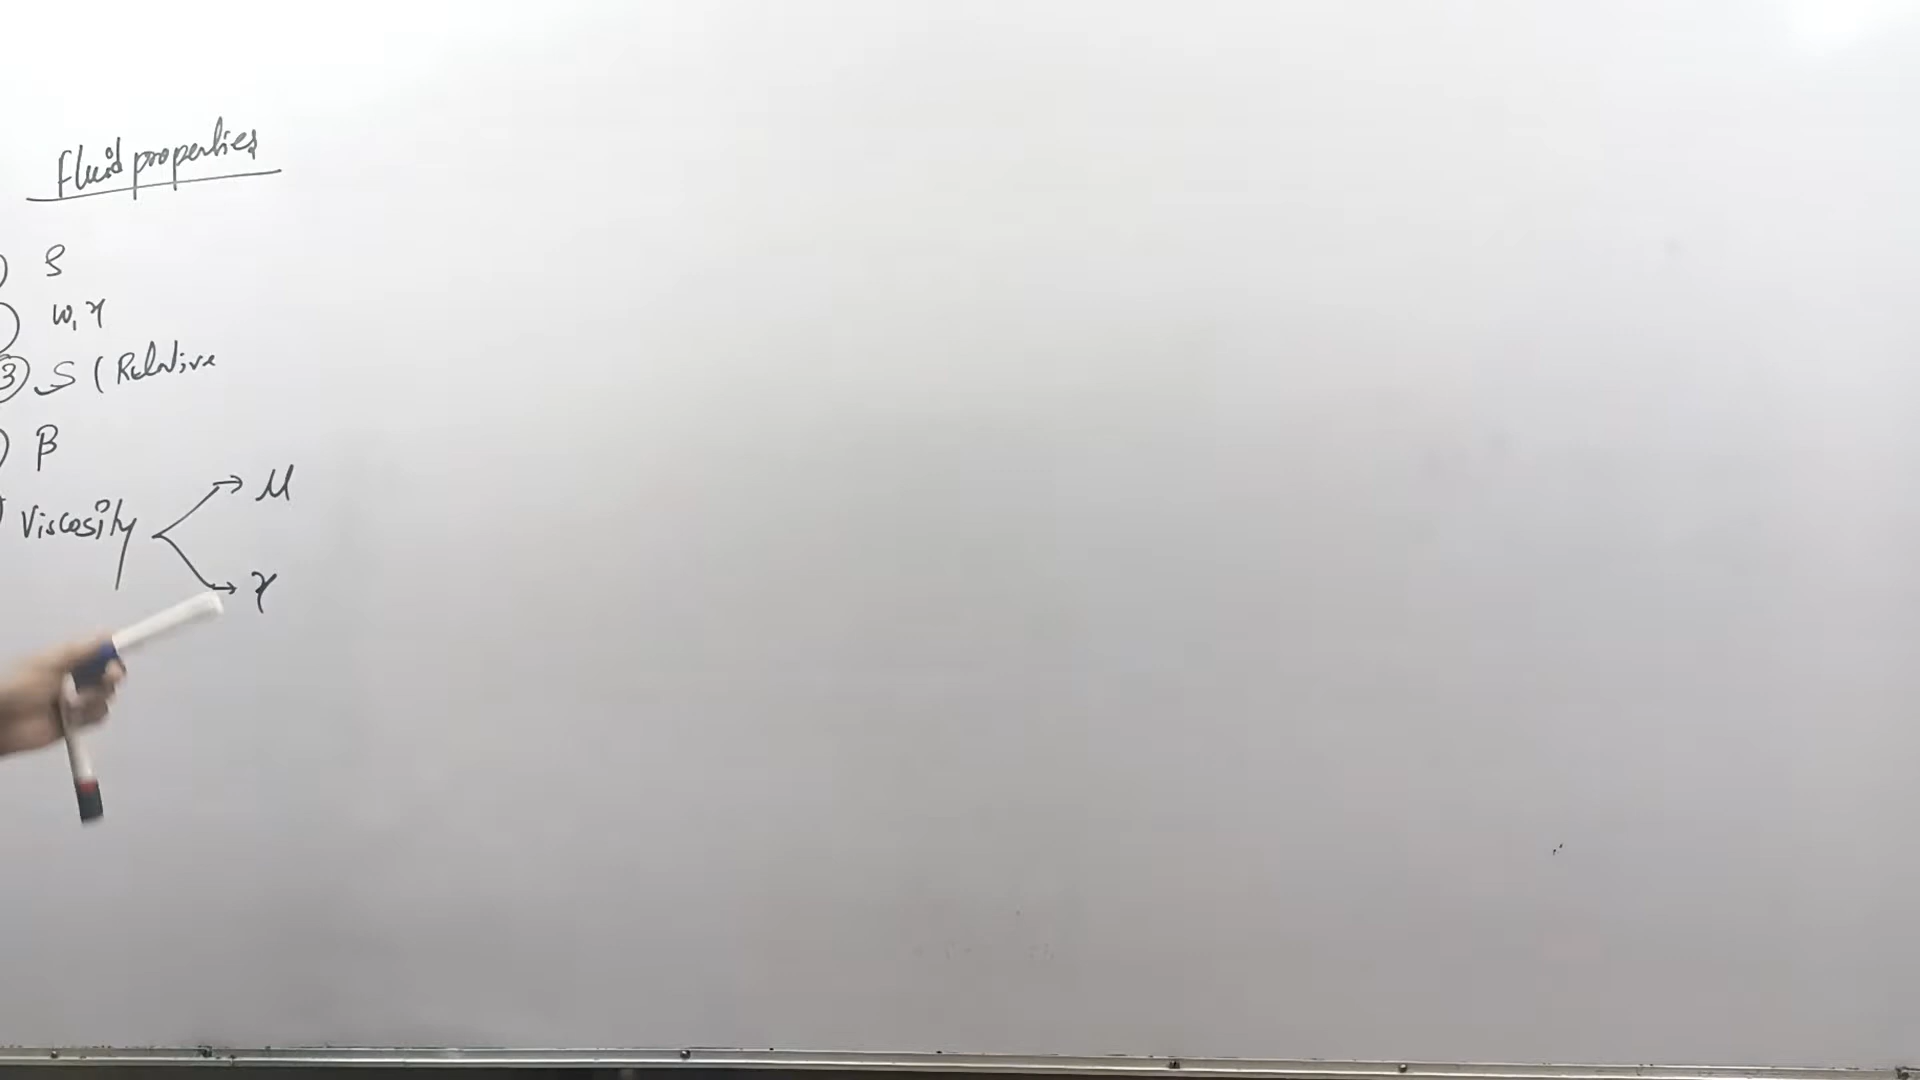 Fluid properties
ρ
w, γ
③ S (Relative
β
Viscosity → μ
→ γ